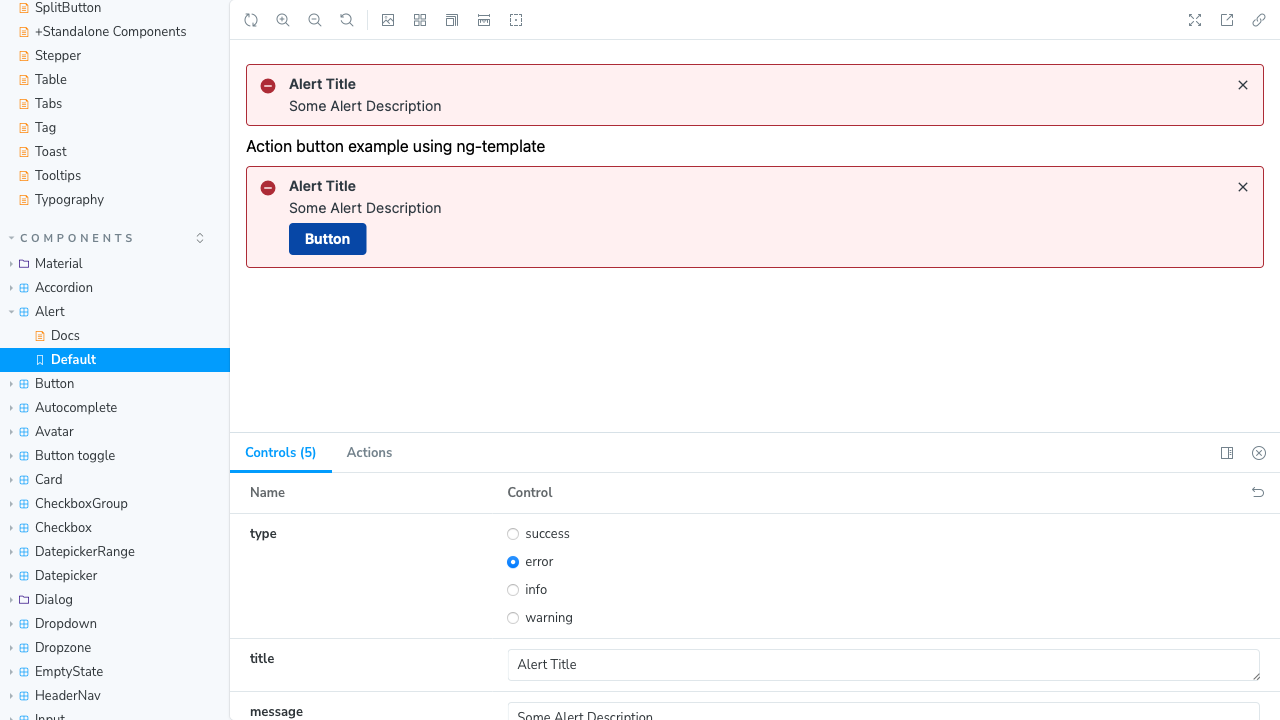 SplitButton
+Standalone Components
Stepper
Table
Tabs
Tag
Toast
Tooltips
Typography
COMPONENTS
Material
Accordion
Alert
Docs
Default
Button
Autocomplete
Avatar
Button toggle
Card
CheckboxGroup
Checkbox
DatepickerRange
Datepicker
Dialog
Dropdown
Dropzone
EmptyState
HeaderNav
Input
Alert Title
Some Alert Description
Action button example using ng-template
Alert Title
Some Alert Description
Button
Controls (5) Actions
Name Control
type
success
error
info
warning
title Alert Title
message Some Alert Description